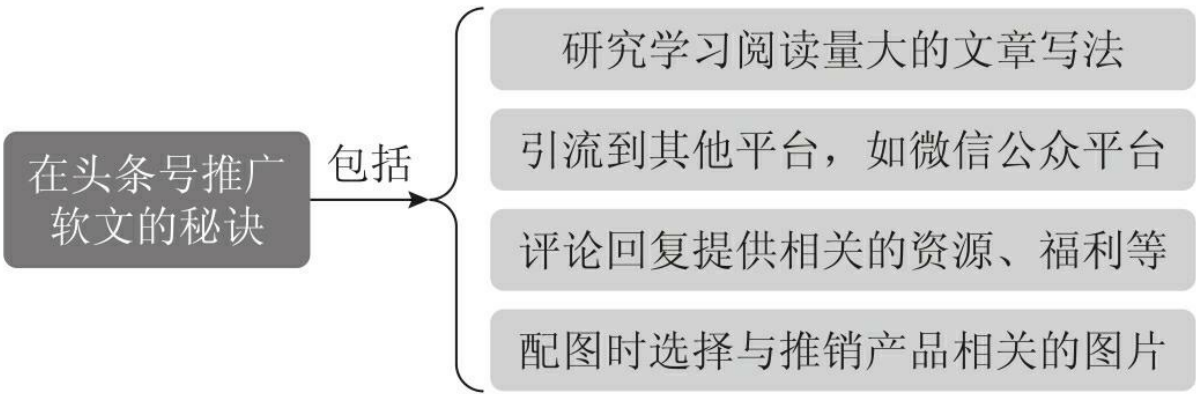 在头条号推广
软文的秘诀
包括
研究学习阅读量大的文章写法
引流到其他平台，如微信公众平台
评论回复提供相关的资源、福利等
配图时选择与推销产品相关的图片